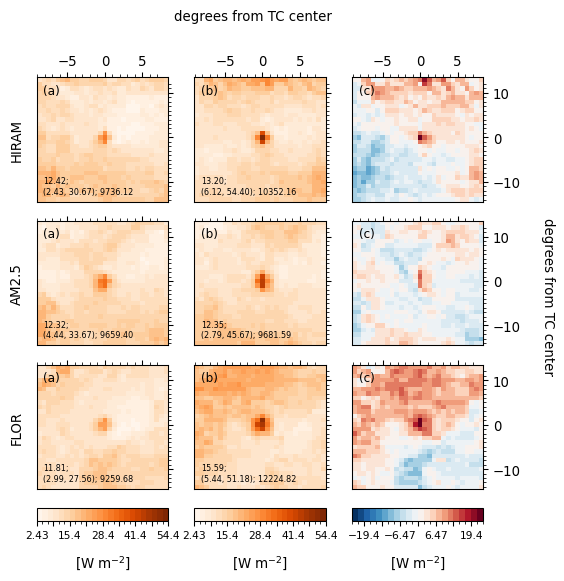 degrees from TC center
−5 0 5 −5 0 5 −5 0 5
HIRAM
(a) (b) (c)
10
0
−10
12.42;
(2.43, 30.67); 9736.12
13.20;
(6.12, 54.40); 10352.16
AM2.5
(a) (b) (c)
10
0
−10
12.32;
(4.44, 33.67); 9659.40
12.35;
(2.79, 45.67); 9681.59
degrees from TC center
FLOR
(a) (b) (c)
10
0
−10
11.81;
(2.99, 27.56); 9259.68
15.59;
(5.44, 51.18); 12224.82
2.43 15.4 28.4 41.4 54.4 2.43 15.4 28.4 41.4 54.4 −19.4 −6.47 6.47 19.4
[W m⁻²] [W m⁻²] [W m⁻²]